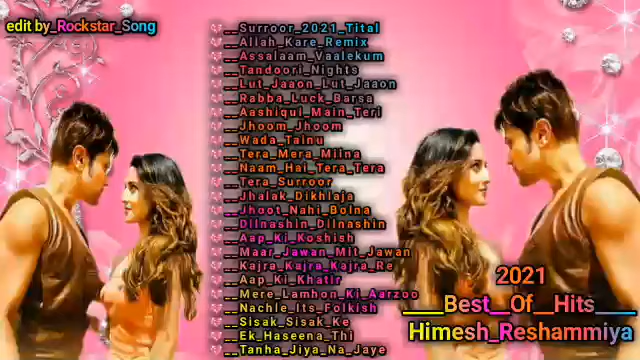 edit by_Rockstar_Song
__Surroor_2021_Tital
__Allah_Kare_Remix
__Assalaam_Vaalekum
__Tandoori_Nights
__Lut_Jaaon_Lut_Jaaon
__Rabba_Luck_Barsa
__Aashiqui_Main_Teri
__Jhoom_Jhoom
__Wada_Tainu
__Tera_Mera_Milna
__Naam_Hai_Tera_Tera
__Tera_Surroor
__Jhalak_Dikhlaja
__Jhoot_Nahi_Bolna
__Dilnashin_Dilnashin
__Aap_Ki_Koshish
__Maar_Jawan_Mit_Jawan
__Kajra_Kajra_Kajra_Re
__Aap_Ki_Khatir
__Mere_Lamhon_Ki_Aarzoo
__Nachle_Its_Folkish
__Sisak_Sisak_Ke
__Ek_Haseena_Thi
__Tanha_Jiya_Na_Jaye
2021
____Best__Of__Hits____
Himesh_Reshammiya